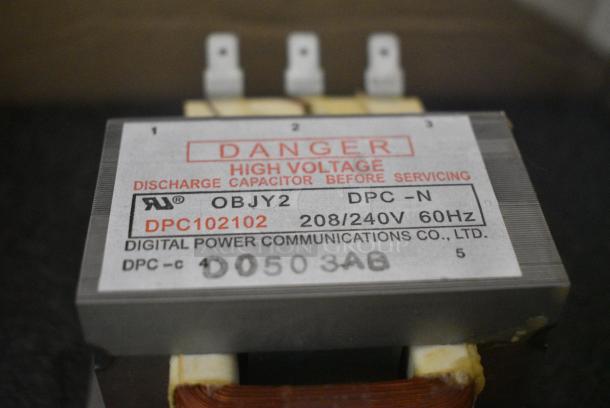 1 2 3
DANGER
HIGH VOLTAGE
DISCHARGE CAPACITOR BEFORE SERVICING
® OBJY2 DPC -N
DPC102102 208/240V 60Hz
DIGITAL POWER COMMUNICATIONS CO., LTD.
DPC-c 4 D0503AB 5